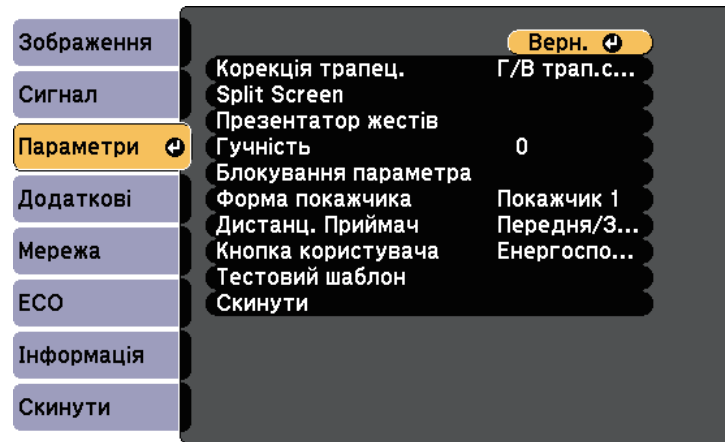 Зображення
Сигнал
Параметри
Додаткові
Мережа
ECO
Інформація
Скинути
Верн.
Корекція трапец. Г/В трап.с...
Split Screen
Презентатор жестів
Гучність 0
Блокування параметра
Форма покажчика Покажчик 1
Дистанц. Приймач Передня/З...
Кнопка користувача Енергоспо...
Тестовий шаблон
Скинути